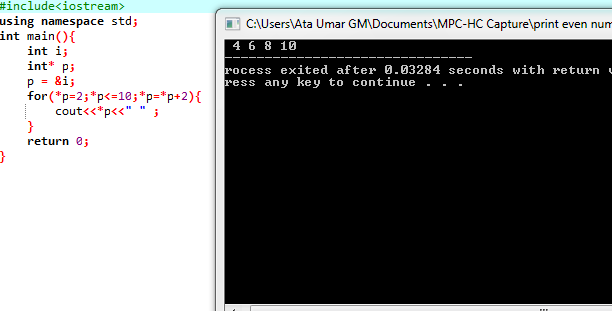 #include<iostream>
using namespace std;
int main(){
int i;
int* p;
p = &i;
for(*p=2;*p<=10;*p=*p+2){
cout<<*p<<" " ;
}
return 0;
}
C:\Users\Ata Umar GM\Documents\MPC-HC Capture\print even num
4 6 8 10
--------------------------------
rocess exited after 0.03284 seconds with return v
ress any key to continue . . .